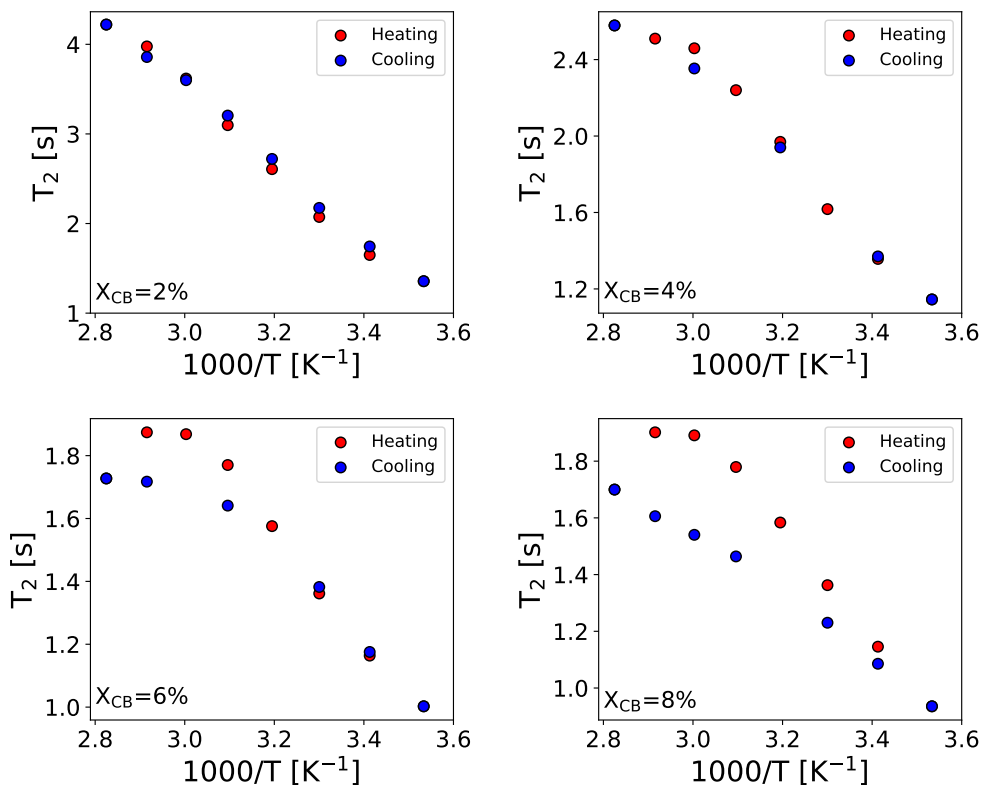 Heating
Cooling
4
3
2
1
T₂ [s]
X_CB=2%
2.8 3.0 3.2 3.4 3.6
1000/T [K⁻¹]
Heating
Cooling
2.4
2.0
1.6
1.2
T₂ [s]
X_CB=4%
2.8 3.0 3.2 3.4 3.6
1000/T [K⁻¹]
Heating
Cooling
1.8
1.6
1.4
1.2
1.0
T₂ [s]
X_CB=6%
2.8 3.0 3.2 3.4 3.6
1000/T [K⁻¹]
Heating
Cooling
1.8
1.6
1.4
1.2
1.0
T₂ [s]
X_CB=8%
2.8 3.0 3.2 3.4 3.6
1000/T [K⁻¹]